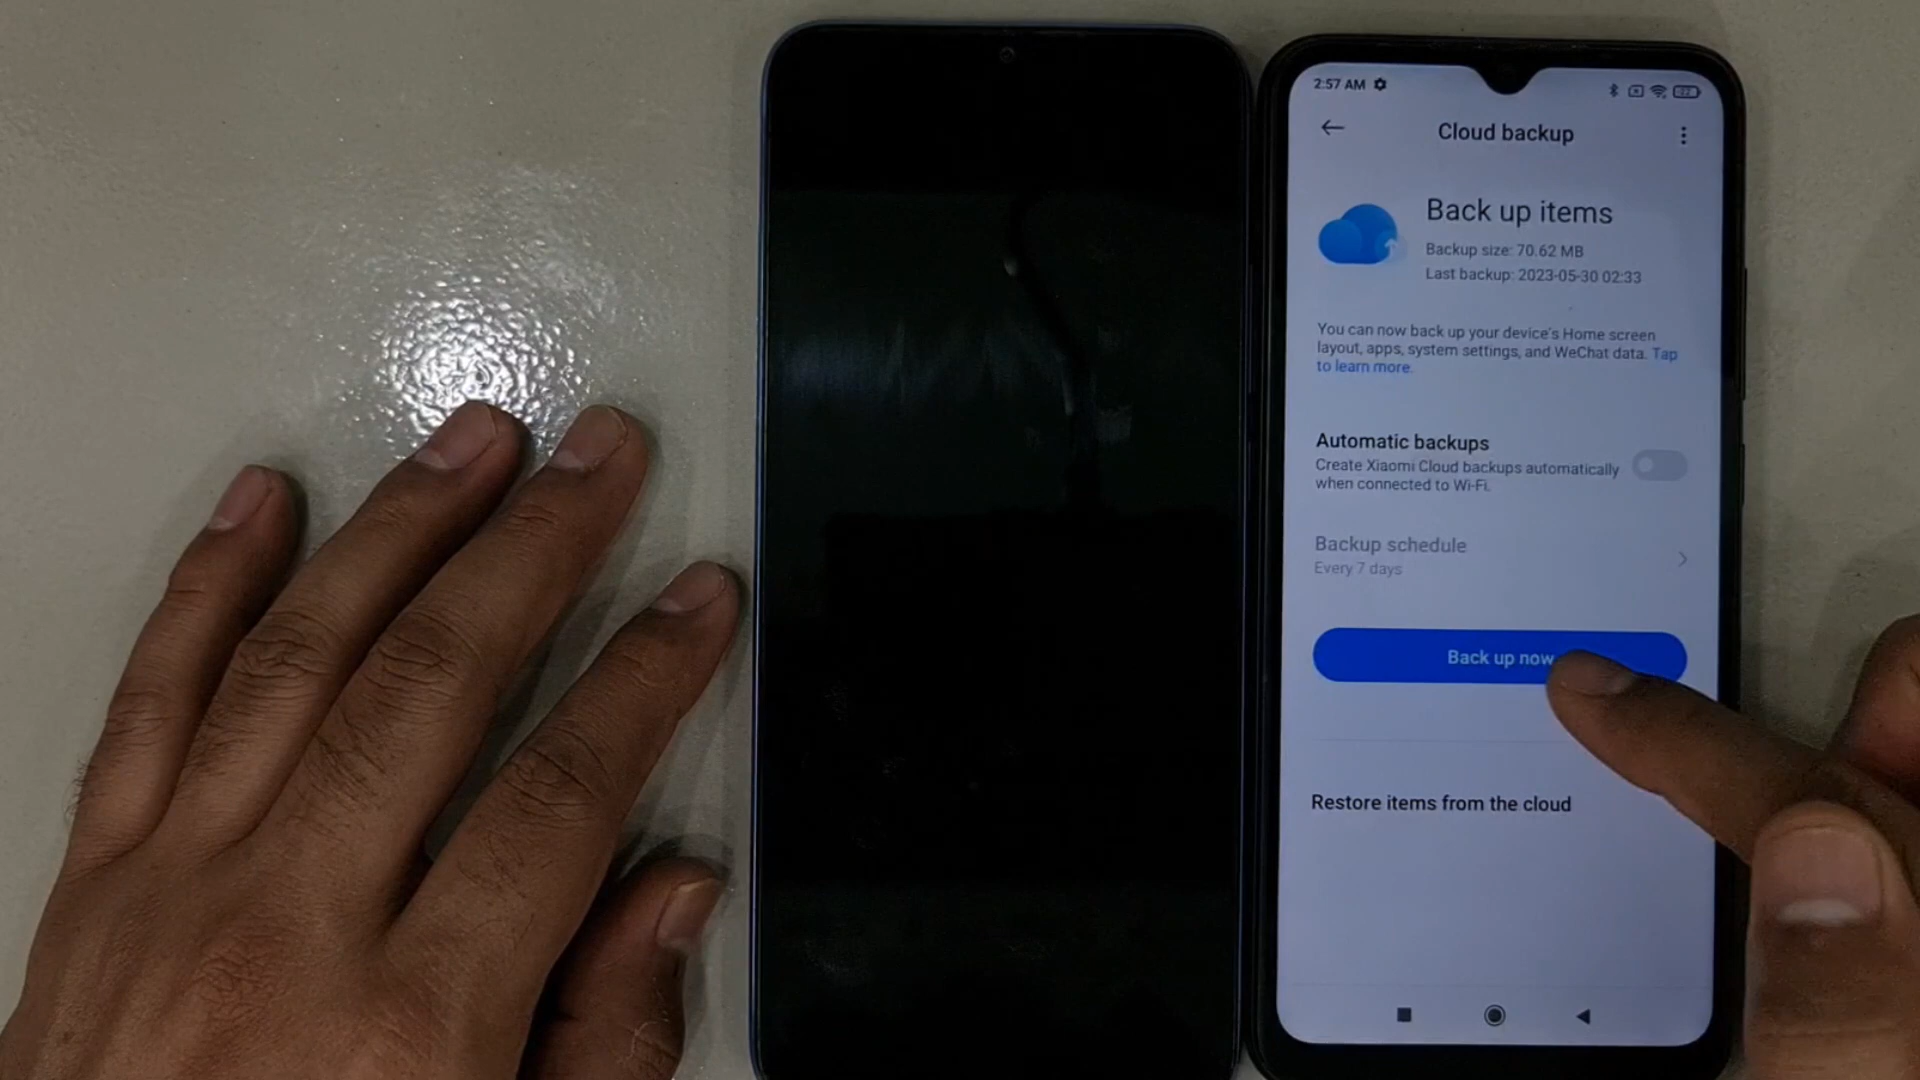 2:57 AM
Cloud backup
Back up items
Backup size: 70.62 MB
Last backup: 2023-05-30 02:33
You can now back up your device's Home screen
layout, apps, system settings, and WeChat data. Tap
to learn more.
Automatic backups
Create Xiaomi Cloud backups automatically
when connected to Wi-Fi.
Backup schedule
Every 7 days
Back up now
Restore items from the cloud